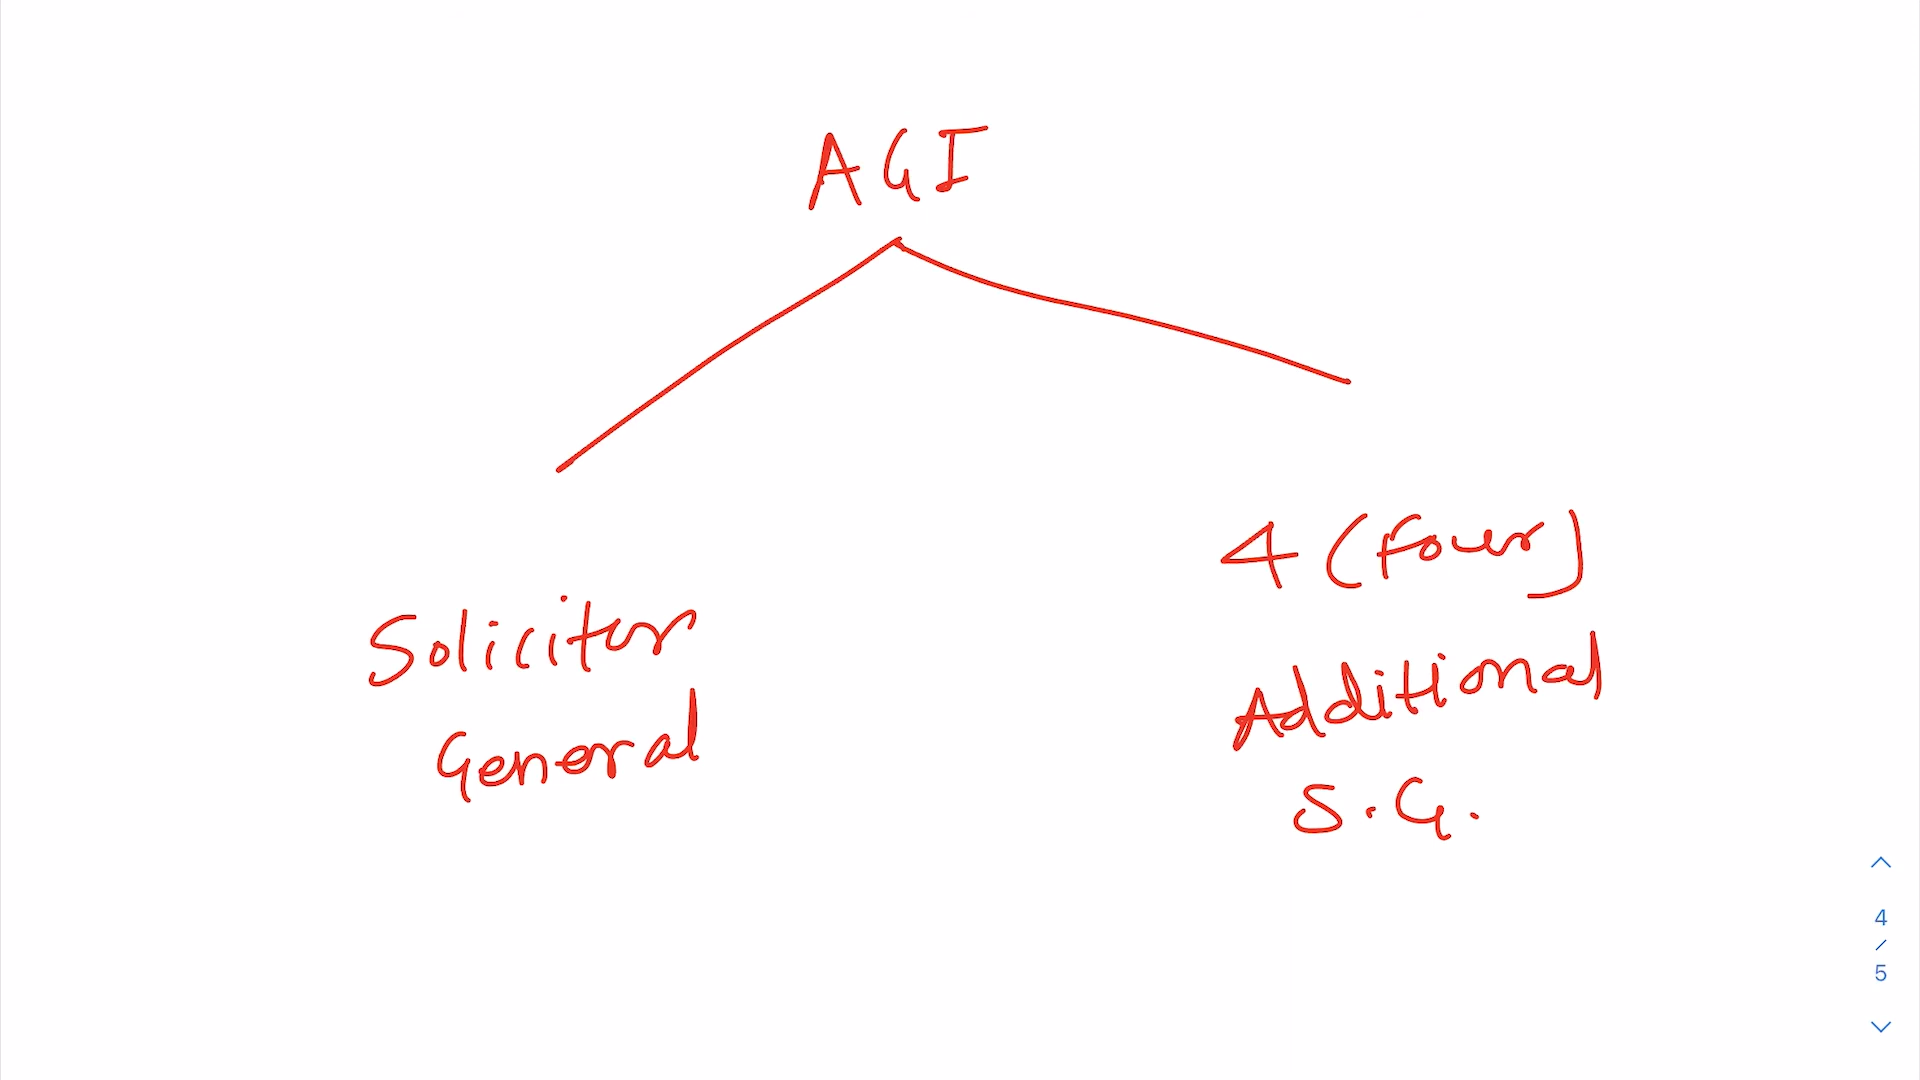 AGI
Solicitor
General
4 (four)
Additional
S.G.
4
/
5